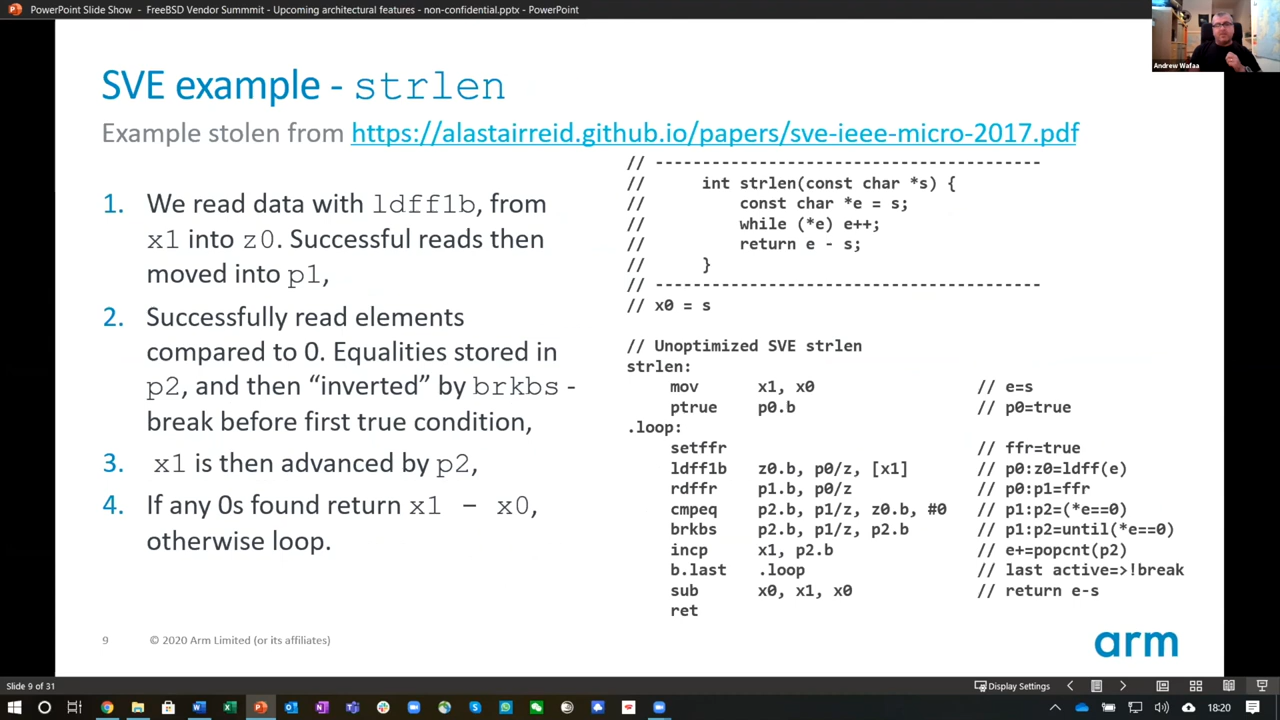 PowerPoint Slide Show - FreeBSD Vendor Summmit - Upcoming architectural features - non-confidential.pptx - PowerPoint
Andrew Wafaa
SVE example - strlen
Example stolen from https://alastairreid.github.io/papers/sve-ieee-micro-2017.pdf
1. We read data with ldff1b, from
x1 into z0. Successful reads then
moved into p1,
2. Successfully read elements
compared to 0. Equalities stored in
p2, and then “inverted” by brkbs -
break before first true condition,
3. x1 is then advanced by p2,
4. If any 0s found return x1 – x0,
otherwise loop.
// -----------------------------------------
// int strlen(const char *s) {
// const char *e = s;
// while (*e) e++;
// return e - s;
// }
// -----------------------------------------
// x0 = s
// Unoptimized SVE strlen
strlen:
mov x1, x0 // e=s
ptrue p0.b // p0=true
.loop:
setffr // ffr=true
ldff1b z0.b, p0/z, [x1] // p0:z0=ldff(e)
rdffr p1.b, p0/z // p0:p1=ffr
cmpeq p2.b, p1/z, z0.b, #0 // p1:p2=(*e==0)
brkbs p2.b, p1/z, p2.b // p1:p2=until(*e==0)
incp x1, p2.b // e+=popcnt(p2)
b.last .loop // last active=>!break
sub x0, x1, x0 // return e-s
ret
9 © 2020 Arm Limited (or its affiliates)
arm
Slide 9 of 31
Display Settings
18:20